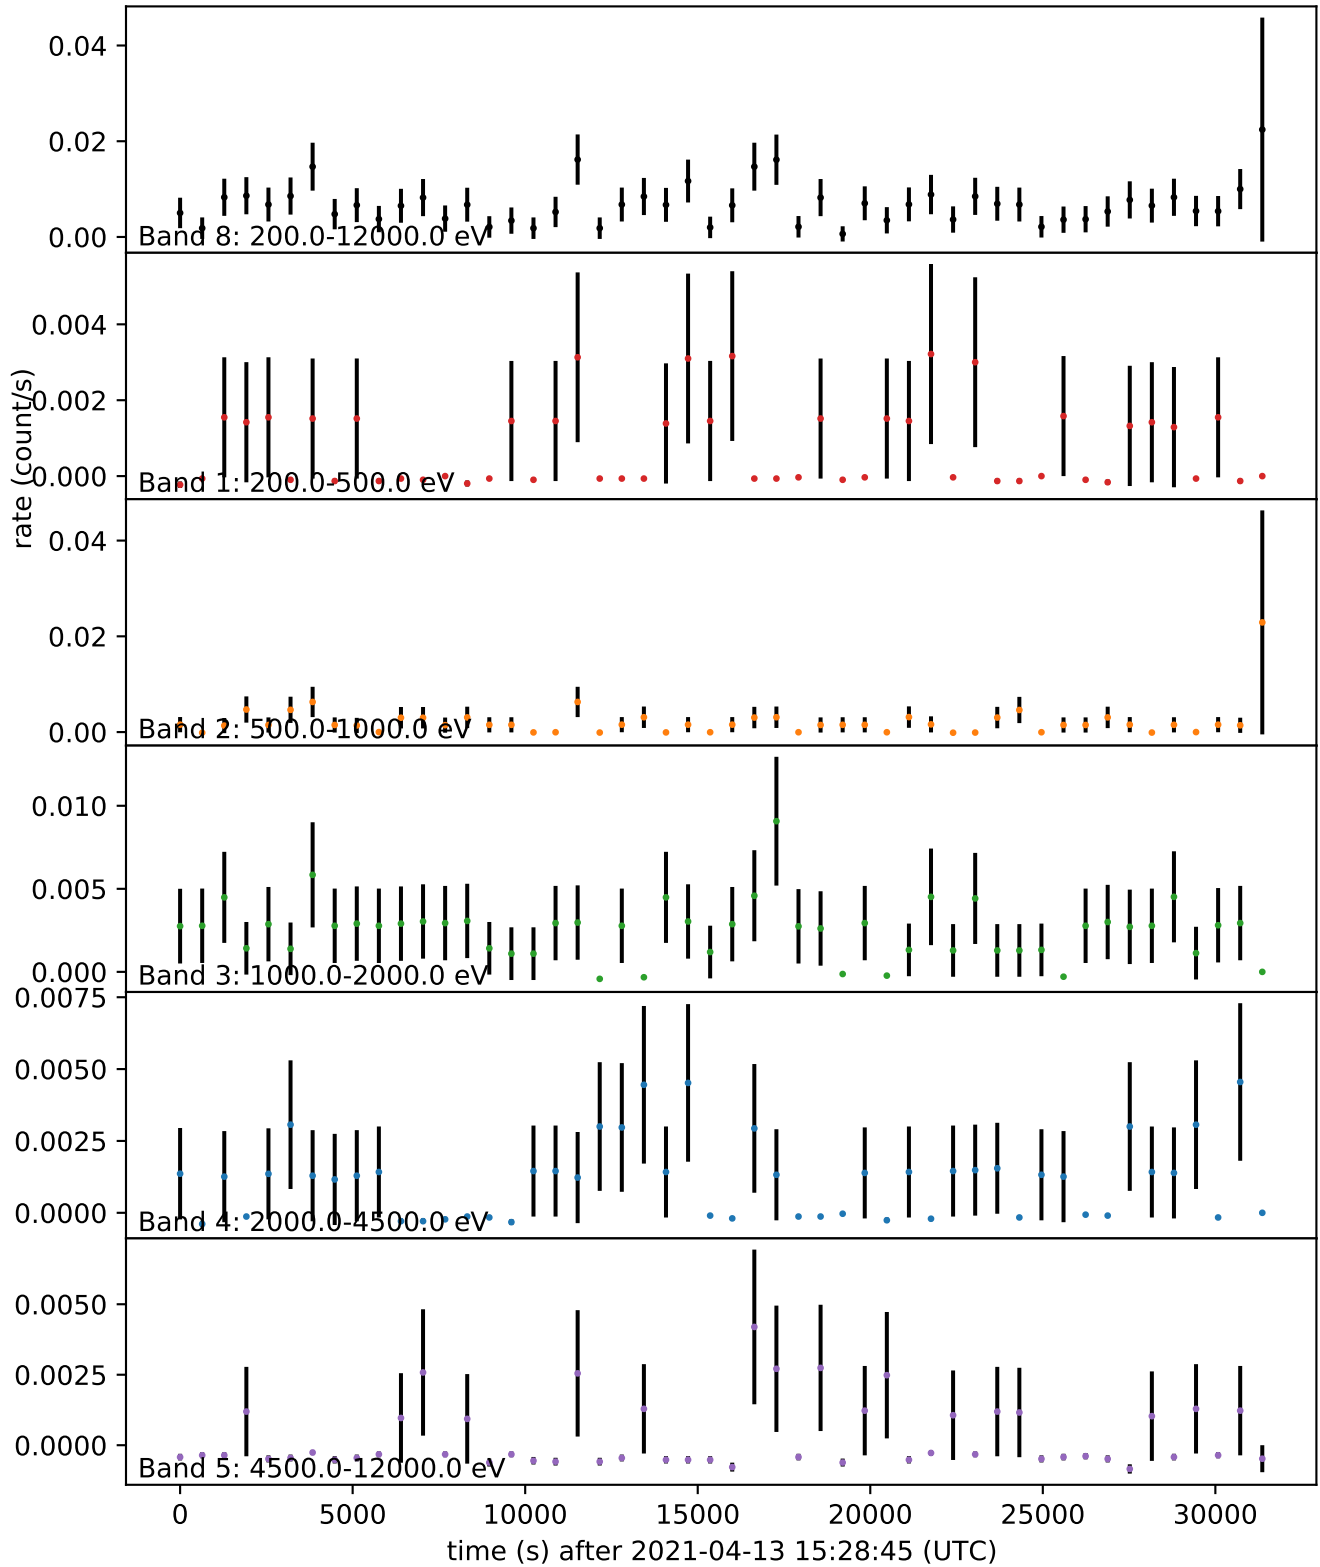 0.04
0.02
0.00
Band 8: 200.0-12000.0 eV
0.004
0.002
0.000
Band 1: 200.0-500.0 eV
rate (count/s)
0.04
0.02
0.00
Band 2: 500.0-1000.0 eV
0.010
0.005
0.000
Band 3: 1000.0-2000.0 eV
0.0075
0.0050
0.0025
0.0000
Band 4: 2000.0-4500.0 eV
0.0050
0.0025
0.0000
Band 5: 4500.0-12000.0 eV
0 5000 10000 15000 20000 25000 30000
time (s) after 2021-04-13 15:28:45 (UTC)